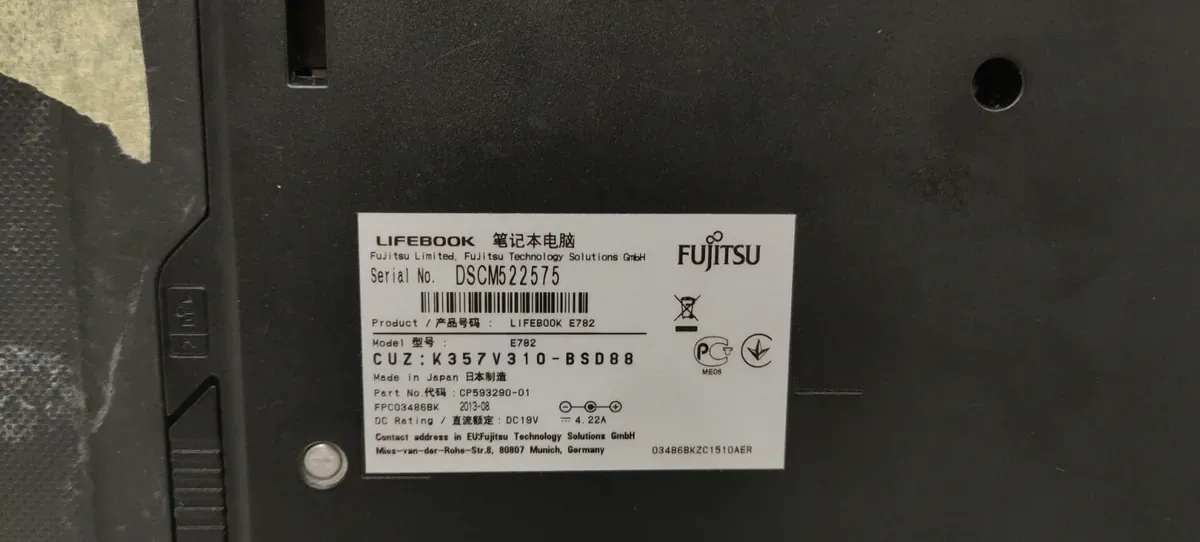 LIFEBOOK 笔记本电脑
FUJITSU
Fujitsu Limited, Fujitsu Technology Solutions GmbH
Serial No. DSCM522575
Product / 产品号码 : LIFEBOOK E782
Model 型号 : E782
CUZ:K357V310-BSD88
Made in Japan 日本制造
Part No.代码 : CP593290-01
FPC03486BK 2013-08
DC Rating / 直流额定 : DC19V 4.22A
Contact address in EU:Fujitsu Technology Solutions GmbH
Mies-van-der-Rohe-Str.8, 80807 Munich, Germany
PCT
ME06
03486BKZC1510AER